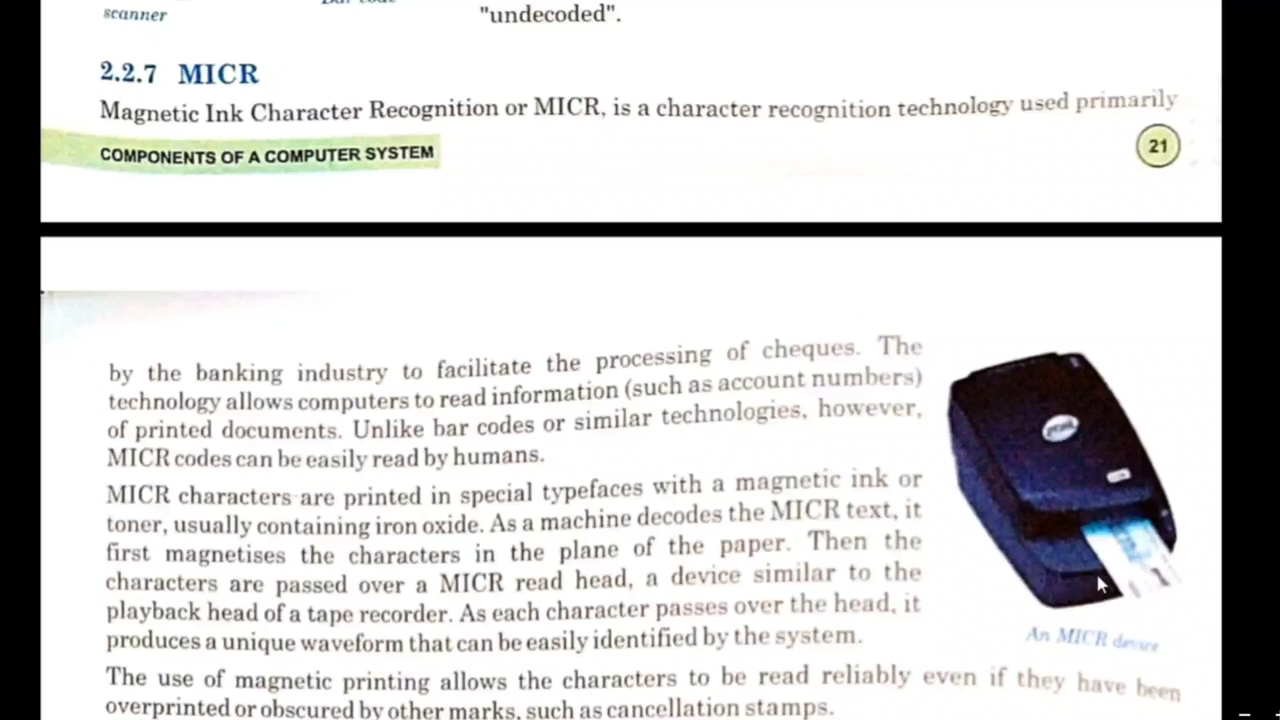 scanner
"undecoded".
2.2.7 MICR
Magnetic Ink Character Recognition or MICR, is a character recognition technology used primarily
COMPONENTS OF A COMPUTER SYSTEM
21
by the banking industry to facilitate the processing of cheques. The
technology allows computers to read information (such as account numbers)
of printed documents. Unlike bar codes or similar technologies, however,
MICR codes can be easily read by humans.
MICR characters are printed in special typefaces with a magnetic ink or
toner, usually containing iron oxide. As a machine decodes the MICR text, it
first magnetises the characters in the plane of the paper. Then the
characters are passed over a MICR read head, a device similar to the
playback head of a tape recorder. As each character passes over the head, it
produces a unique waveform that can be easily identified by the system.
An MICR device
The use of magnetic printing allows the characters to be read reliably even if they have been
overprinted or obscured by other marks, such as cancellation stamps.